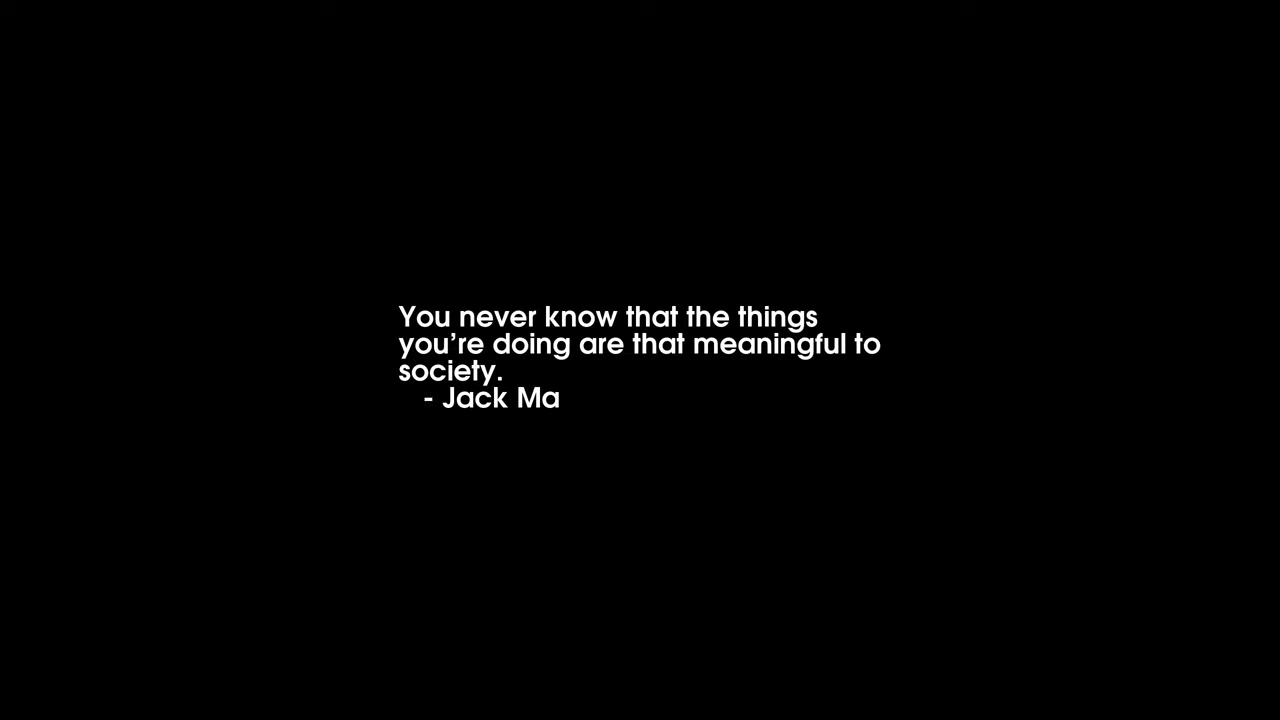 You never know that the things
you’re doing are that meaningful to
society.
- Jack Ma